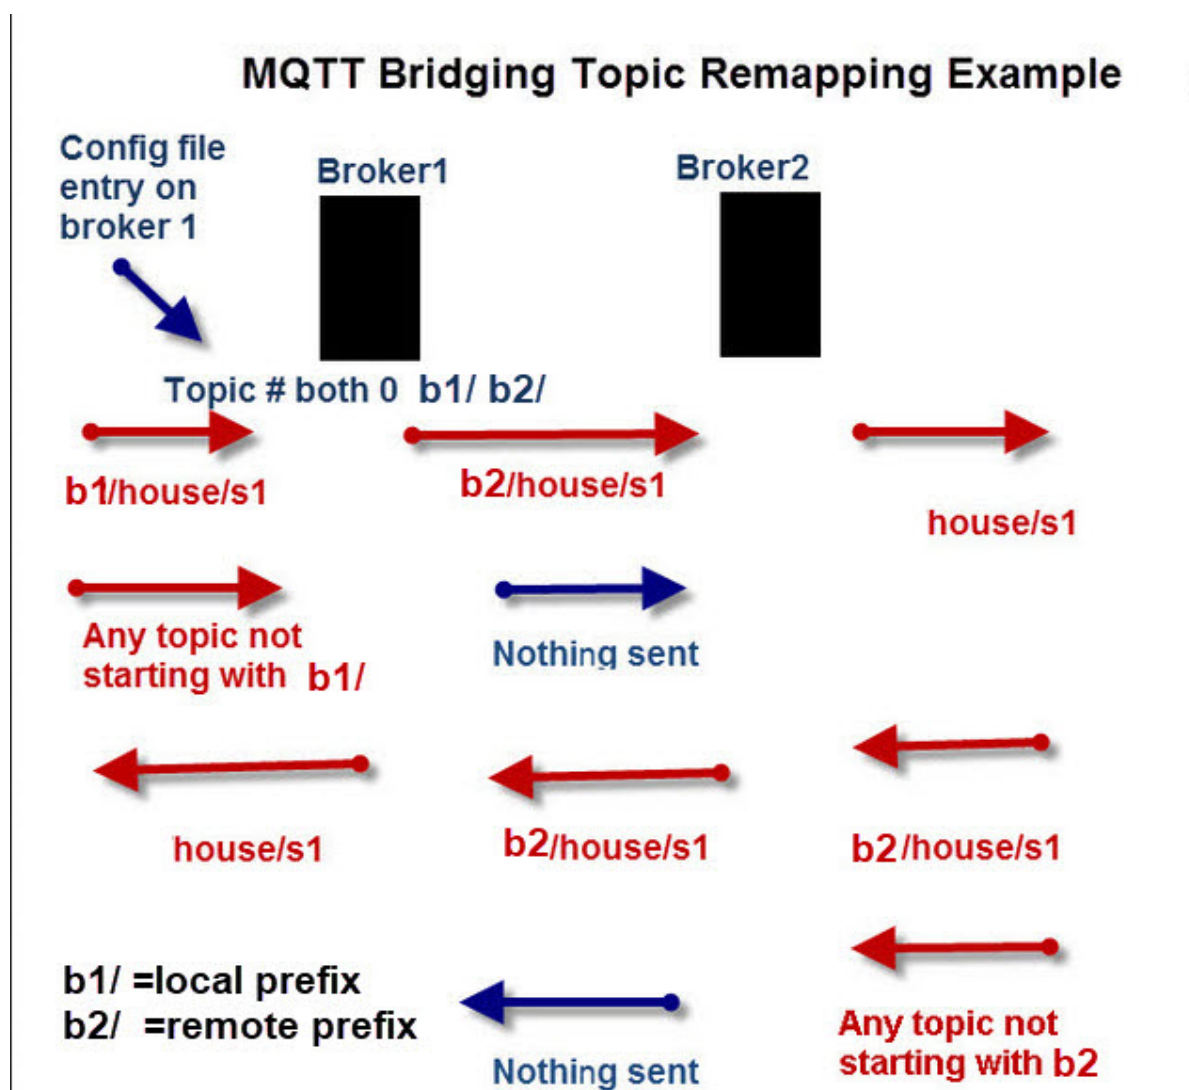 MQTT Bridging Topic Remapping Example
Config file
entry on
broker 1
Broker1
Broker2
Topic # both 0 b1/ b2/
b1/house/s1
b2/house/s1
house/s1
Any topic not
starting with b1/
Nothing sent
house/s1
b2/house/s1
b2/house/s1
b1/ =local prefix
b2/ =remote prefix
Nothing sent
Any topic not
starting with b2